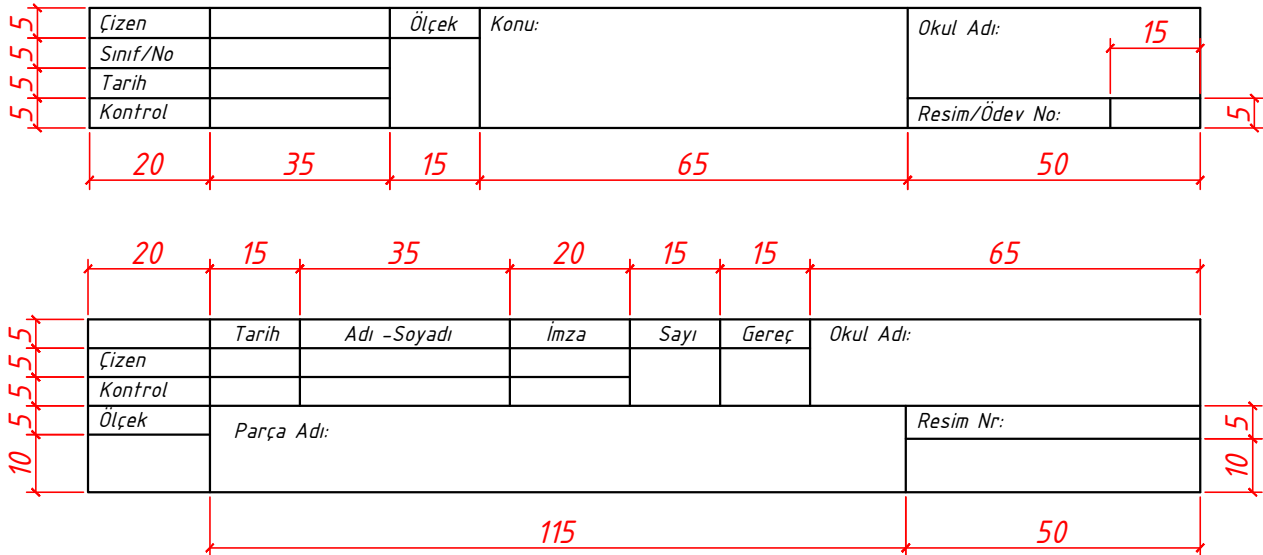 5 Çizen Ölçek Konu: Okul Adı: 15
5 Sınıf/No
5 Tarih
5 Kontrol Resim/Ödev No: 5
20 35 15 65 50
20 15 35 20 15 15 65
5 Tarih Adı -Soyadı İmza Sayı Gereç Okul Adı:
5 Çizen
5 Kontrol
5 Ölçek Parça Adı: Resim Nr: 5
10 10
115 50